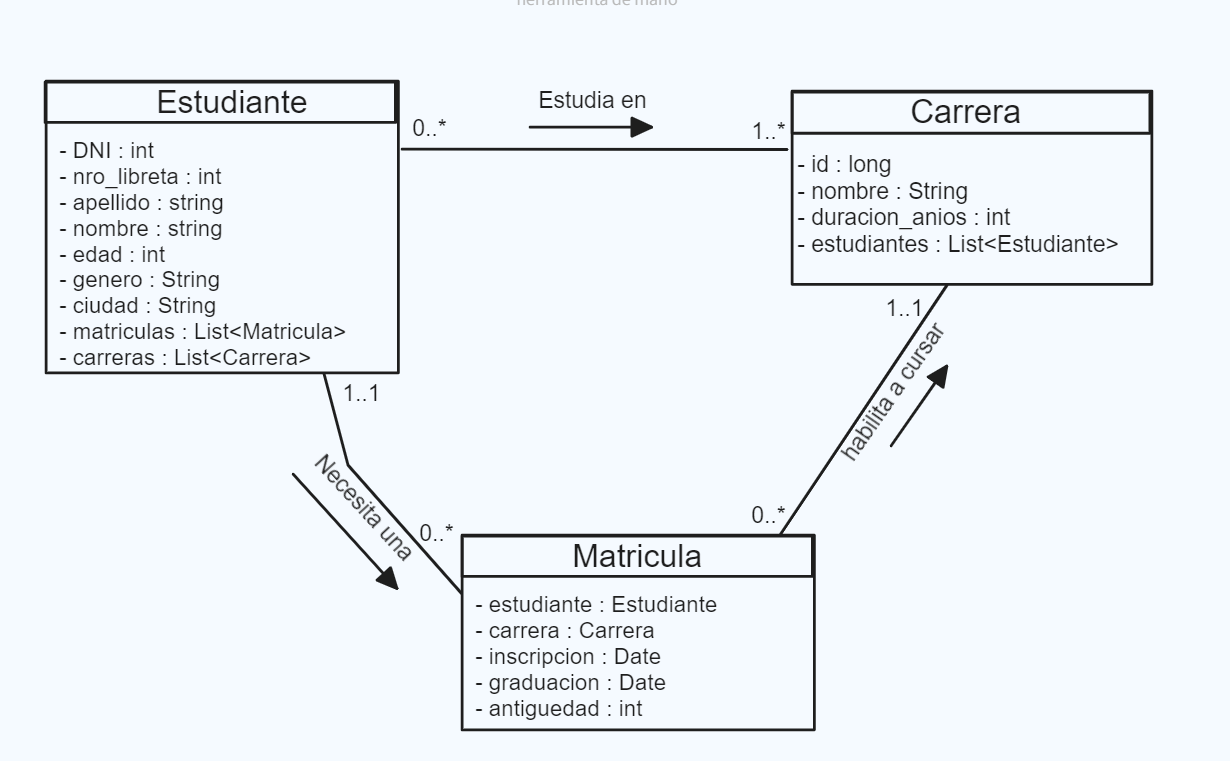 herramienta de mano
Estudiante
- DNI : int
- nro_libreta : int
- apellido : string
- nombre : string
- edad : int
- genero : String
- ciudad : String
- matriculas : List<Matricula>
- carreras : List<Carrera>
0..*
Estudia en
1..*
Carrera
- id : long
- nombre : String
- duracion_anios : int
- estudiantes : List<Estudiante>
1..1
Necesita una
0..*
1..1
habilita a cursar
0..*
Matricula
- estudiante : Estudiante
- carrera : Carrera
- inscripcion : Date
- graduacion : Date
- antiguedad : int